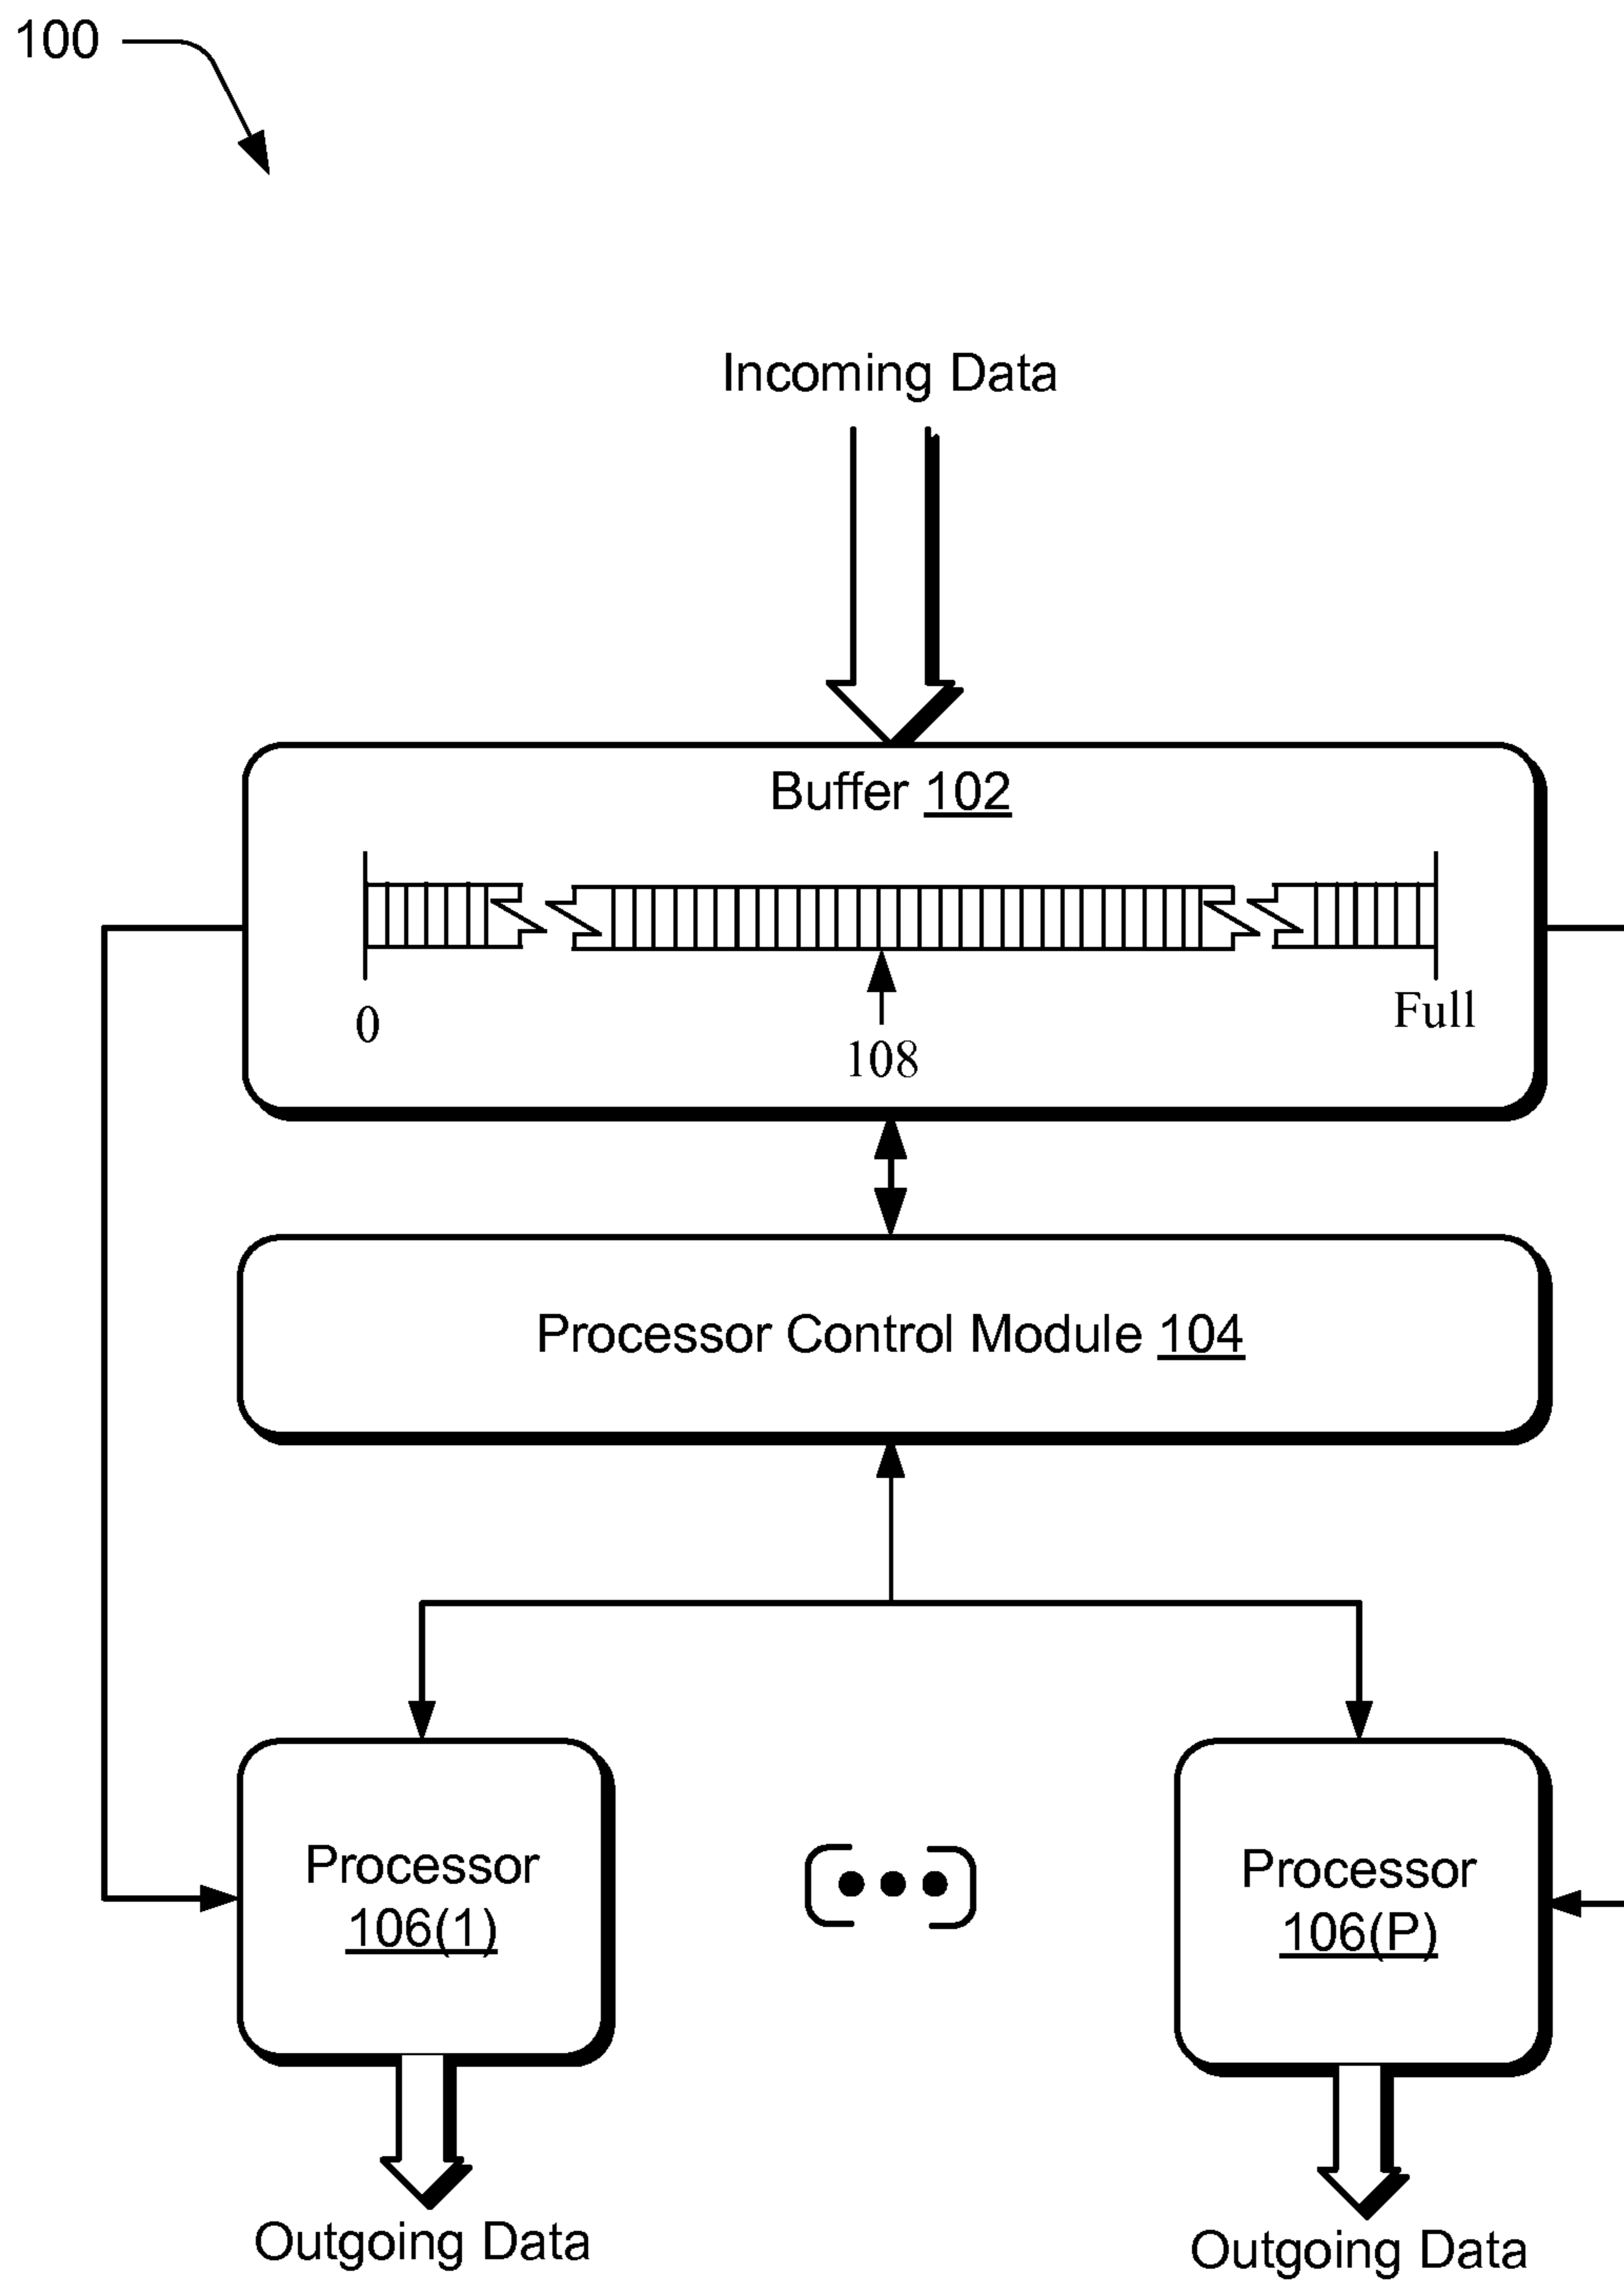 100
Incoming Data
Buffer 102
0
Full
108
Processor Control Module 104
Processor
106(1)
Processor
106(P)
Outgoing Data
Outgoing Data